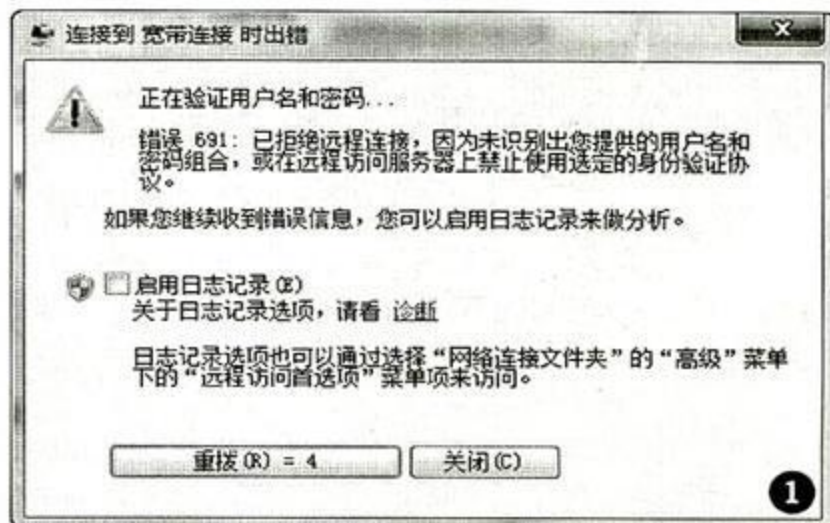 连接到 宽带连接 时出错
正在验证用户名和密码...
错误 691: 已拒绝远程连接，因为未识别出您提供的用户名和
密码组合，或在远程访问服务器上禁止使用选定的身份验证协
议。
如果您继续收到错误信息，您可以启用日志记录来做分析。
启用日志记录(E)
关于日志记录选项，请看 诊断
日志记录选项也可以通过选择“网络连接文件夹”的“高级”菜单
下的“远程访问首选项”菜单项来访问。
重拨(R) = 4 关闭(C)
1